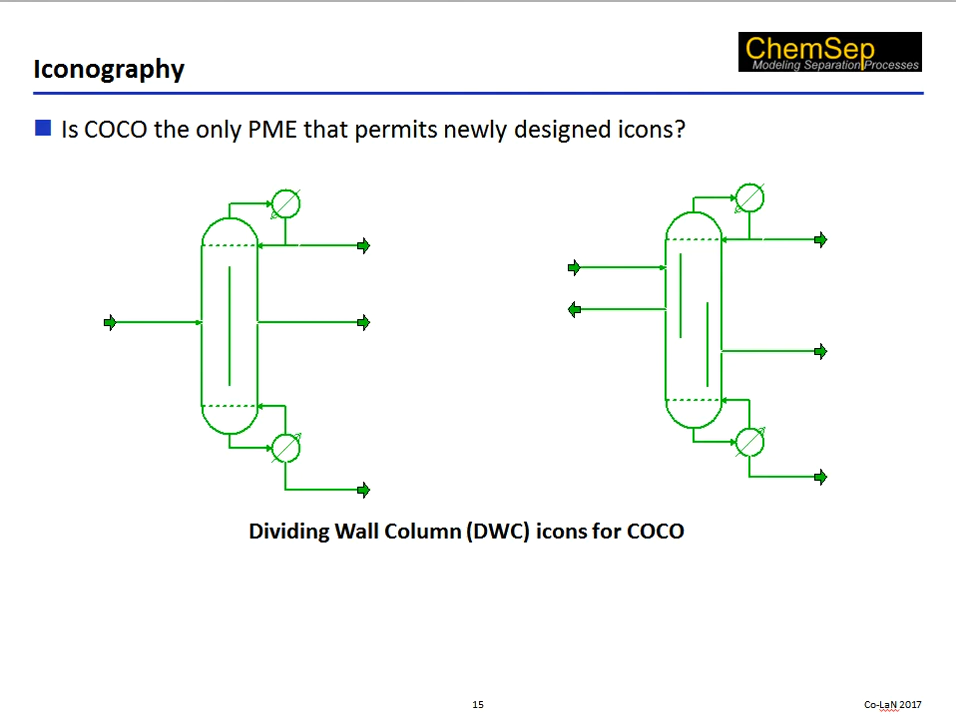 Iconography
ChemSep
Modeling Separation Processes
Is COCO the only PME that permits newly designed icons?
Dividing Wall Column (DWC) icons for COCO
15
Co-LaN 2017